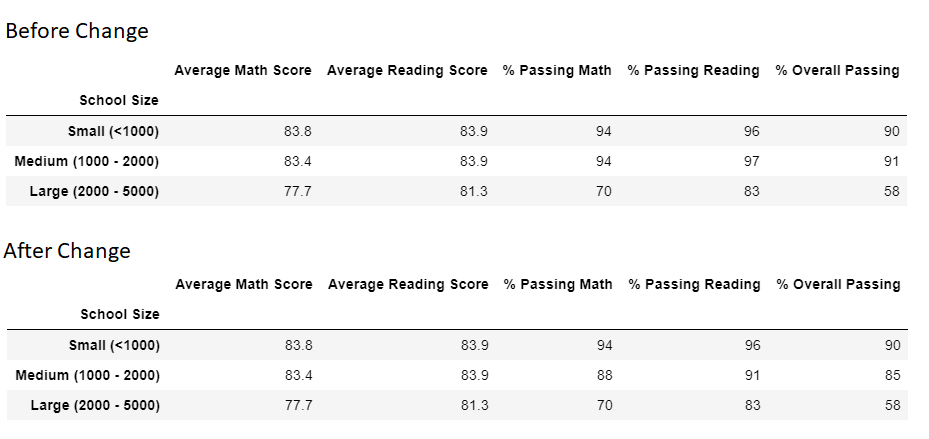 Before Change
Average Math Score Average Reading Score % Passing Math % Passing Reading % Overall Passing
School Size
Small (<1000) 83.8 83.9 94 96 90
Medium (1000 - 2000) 83.4 83.9 94 97 91
Large (2000 - 5000) 77.7 81.3 70 83 58
After Change
Average Math Score Average Reading Score % Passing Math % Passing Reading % Overall Passing
School Size
Small (<1000) 83.8 83.9 94 96 90
Medium (1000 - 2000) 83.4 83.9 88 91 85
Large (2000 - 5000) 77.7 81.3 70 83 58